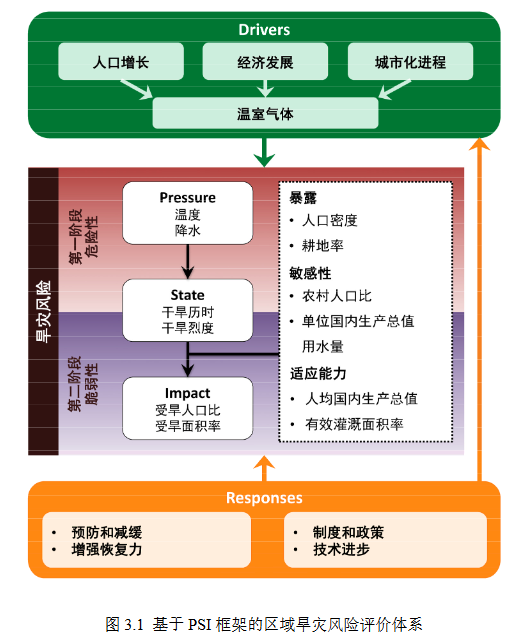 Drivers
人口增长
经济发展
城市化进程
温室气体
旱灾风险
第一阶段
危险性
Pressure
温度
降水
State
干旱历时
干旱烈度
第二阶段
脆弱性
Impact
受旱人口比
受旱面积率
暴露
• 人口密度
• 耕地率
敏感性
• 农村人口比
• 单位国内生产总值
用水量
适应能力
• 人均国内生产总值
• 有效灌溉面积率
Responses
• 预防和减缓
• 增强恢复力
• 制度和政策
• 技术进步
图 3.1 基于 PSI 框架的区域旱灾风险评价体系